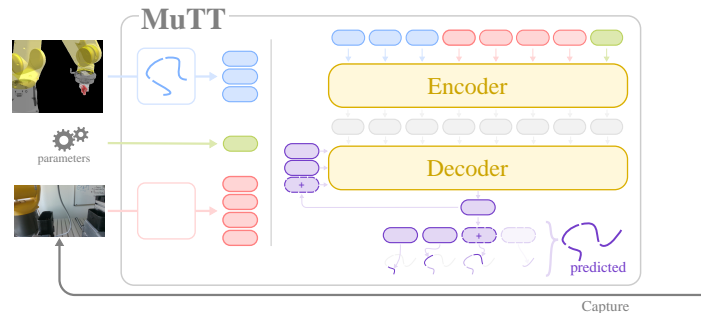 MuTT
Encoder
parameters
Decoder
+
+
predicted
Capture